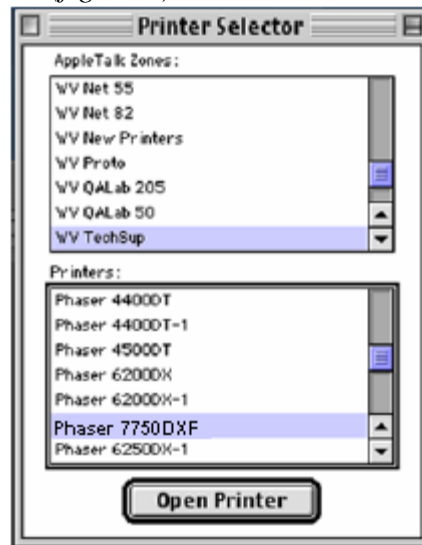 Printer Selector
AppleTalk Zones:
WV Net 55
WV Net 82
WV New Printers
WV Proto
WV QALab 205
WV QALab 50
WV TechSup
Printers:
Phaser 4400DT
Phaser 4400DT-1
Phaser 4500DT
Phaser 6200DX
Phaser 6200DX-1
Phaser 7750DXF
Phaser 6250DX-1
Open Printer